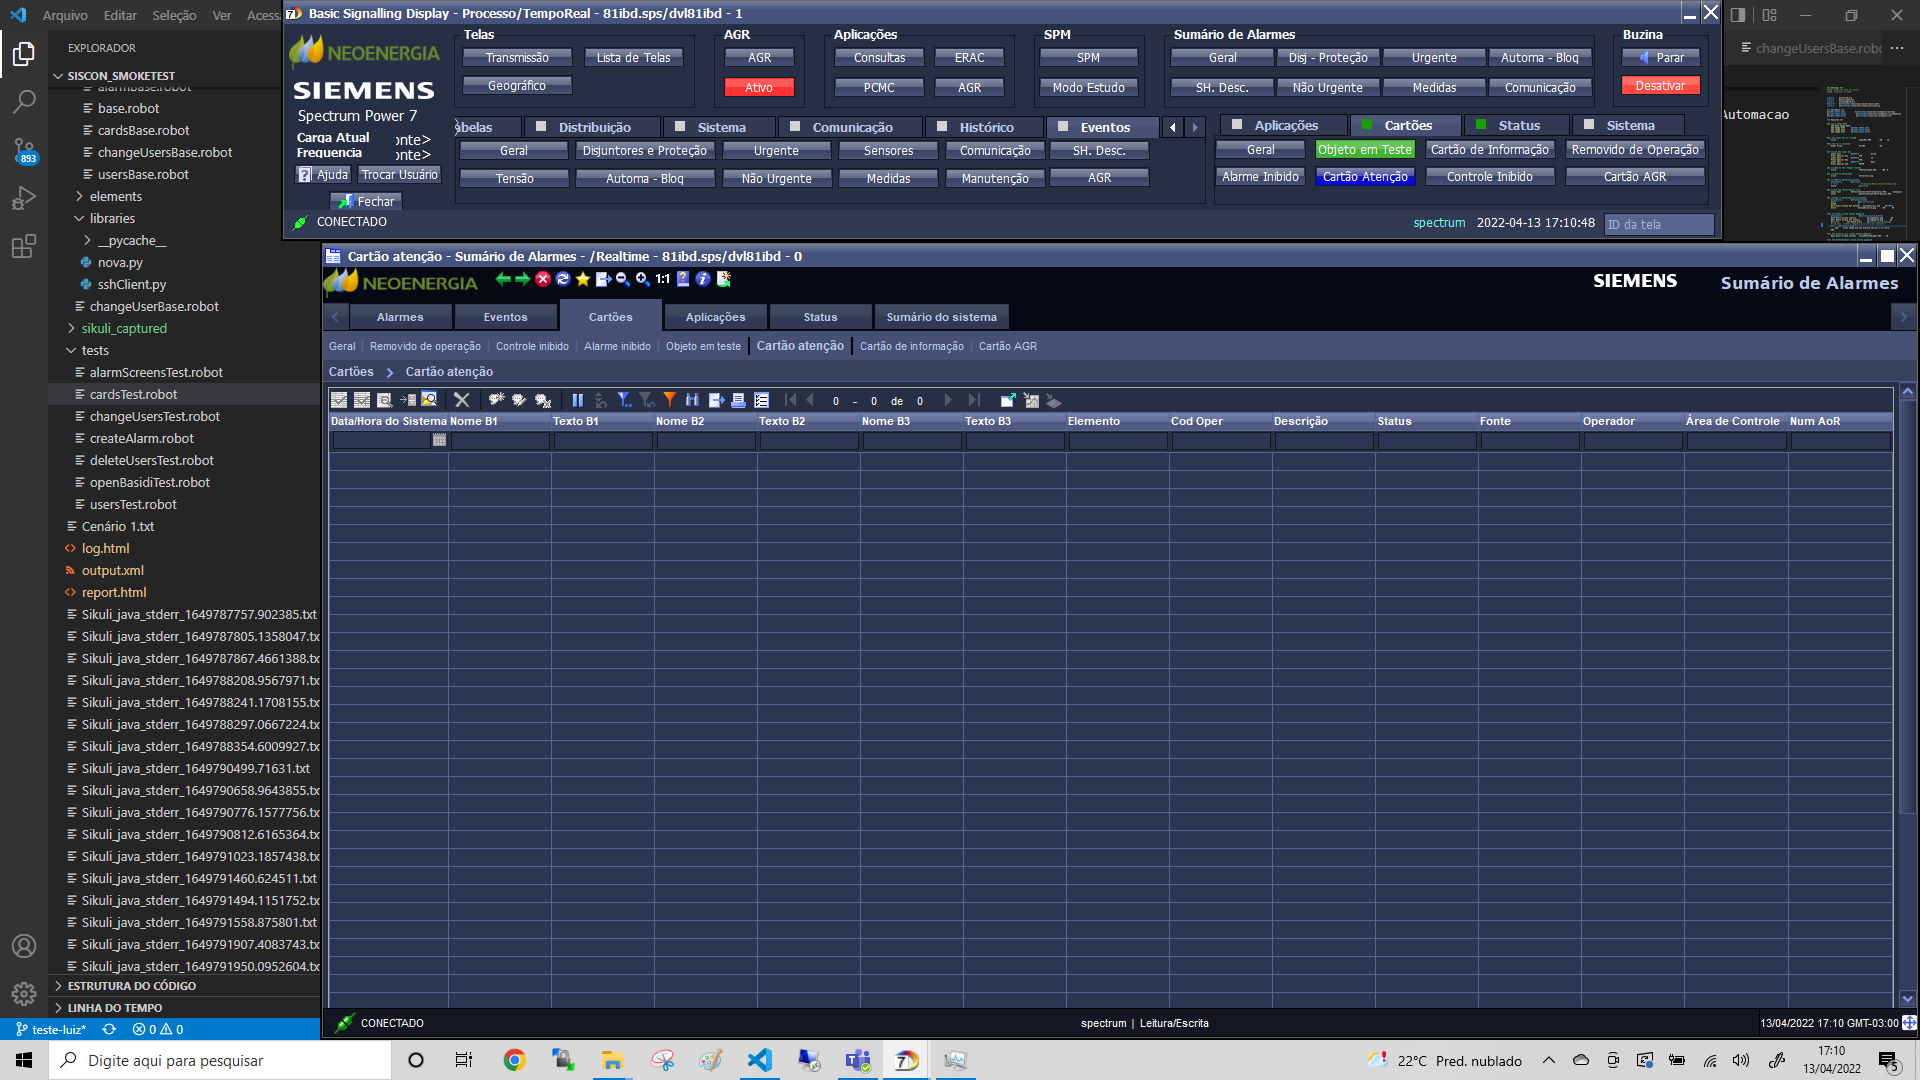 Arquivo Editar Seleção Ver Acess
Basic Signalling Display - Processo/TempoReal - 81ibd.sps/dvl81ibd - 1
EXPLORADOR
SISCON_SMOKETEST
alarmBase.robot
base.robot
cardsBase.robot
changeUsersBase.robot
usersBase.robot
elements
libraries
__pycache__
nova.py
sshClient.py
changeUserBase.robot
sikuli_captured
tests
alarmScreensTest.robot
cardsTest.robot
changeUsersTest.robot
createAlarm.robot
deleteUsersTest.robot
openBasidiTest.robot
usersTest.robot
Cenário 1.txt
log.html
output.xml
report.html
Sikuli_java_stderr_1649787757.902385.txt
Sikuli_java_stderr_1649787805.1358047.tx
Sikuli_java_stderr_1649787867.4661388.tx
Sikuli_java_stderr_1649788208.9567971.tx
Sikuli_java_stderr_1649788241.1708155.tx
Sikuli_java_stderr_1649788297.0667224.tx
Sikuli_java_stderr_1649788354.6009927.tx
Sikuli_java_stderr_1649790499.71631.txt
Sikuli_java_stderr_1649790658.9643855.tx
Sikuli_java_stderr_1649790776.1577756.tx
Sikuli_java_stderr_1649790812.6165364.tx
Sikuli_java_stderr_1649791023.1857438.tx
Sikuli_java_stderr_1649791460.624511.txt
Sikuli_java_stderr_1649791494.1151752.tx
Sikuli_java_stderr_1649791558.875801.txt
Sikuli_java_stderr_1649791907.4083743.tx
Sikuli_java_stderr_1649791950.0952604.tx
ESTRUTURA DO CÓDIGO
LINHA DO TEMPO
893
teste-luiz* 0 0
NEOENERGIA
SIEMENS
Spectrum Power 7
Carga Atual onte>
Frequencia onte>
Ajuda Trocar Usuário
Fechar
CONECTADO
Telas AGR Aplicações SPM Sumário de Alarmes Buzina
Transmissão Lista de Telas AGR Consultas ERAC SPM Geral Disj - Proteção Urgente Automa - Bloq Parar
Geográfico Ativo PCMC AGR Modo Estudo SH. Desc. Não Urgente Medidas Comunicação Desativar
abelas Distribuição Sistema Comunicação Histórico Eventos Aplicações Cartões Status Sistema
Geral Disjuntores e Proteção Urgente Sensores Comunicação SH. Desc. Geral Objeto em Teste Cartão de Informação Removido de Operação
Tensão Automa - Bloq Não Urgente Medidas Manutenção AGR Alarme Inibido Cartão Atenção Controle Inibido Cartão AGR
spectrum 2022-04-13 17:10:48 ID da tela
changeUsersBase.robo
Automacao
Cartão atenção - Sumário de Alarmes - /Realtime - 81ibd.sps/dvl81ibd - 0
NEOENERGIA 1:1 SIEMENS Sumário de Alarmes
Alarmes Eventos Cartões Aplicações Status Sumário do sistema
Geral Removido de operação Controle inibido Alarme inibido Objeto em teste Cartão atenção Cartão de informação Cartão AGR
Cartões Cartão atenção
0 - 0 de 0
Data/Hora do Sistema Nome B1 Texto B1 Nome B2 Texto B2 Nome B3 Texto B3 Elemento Cod Oper Descrição Status Fonte Operador Área de Controle Num AoR
CONECTADO spectrum | Leitura/Escrita 13/04/2022 17:10 GMT-03:00
Digite aqui para pesquisar 22°C Pred. nublado 17:10
13/04/2022
5